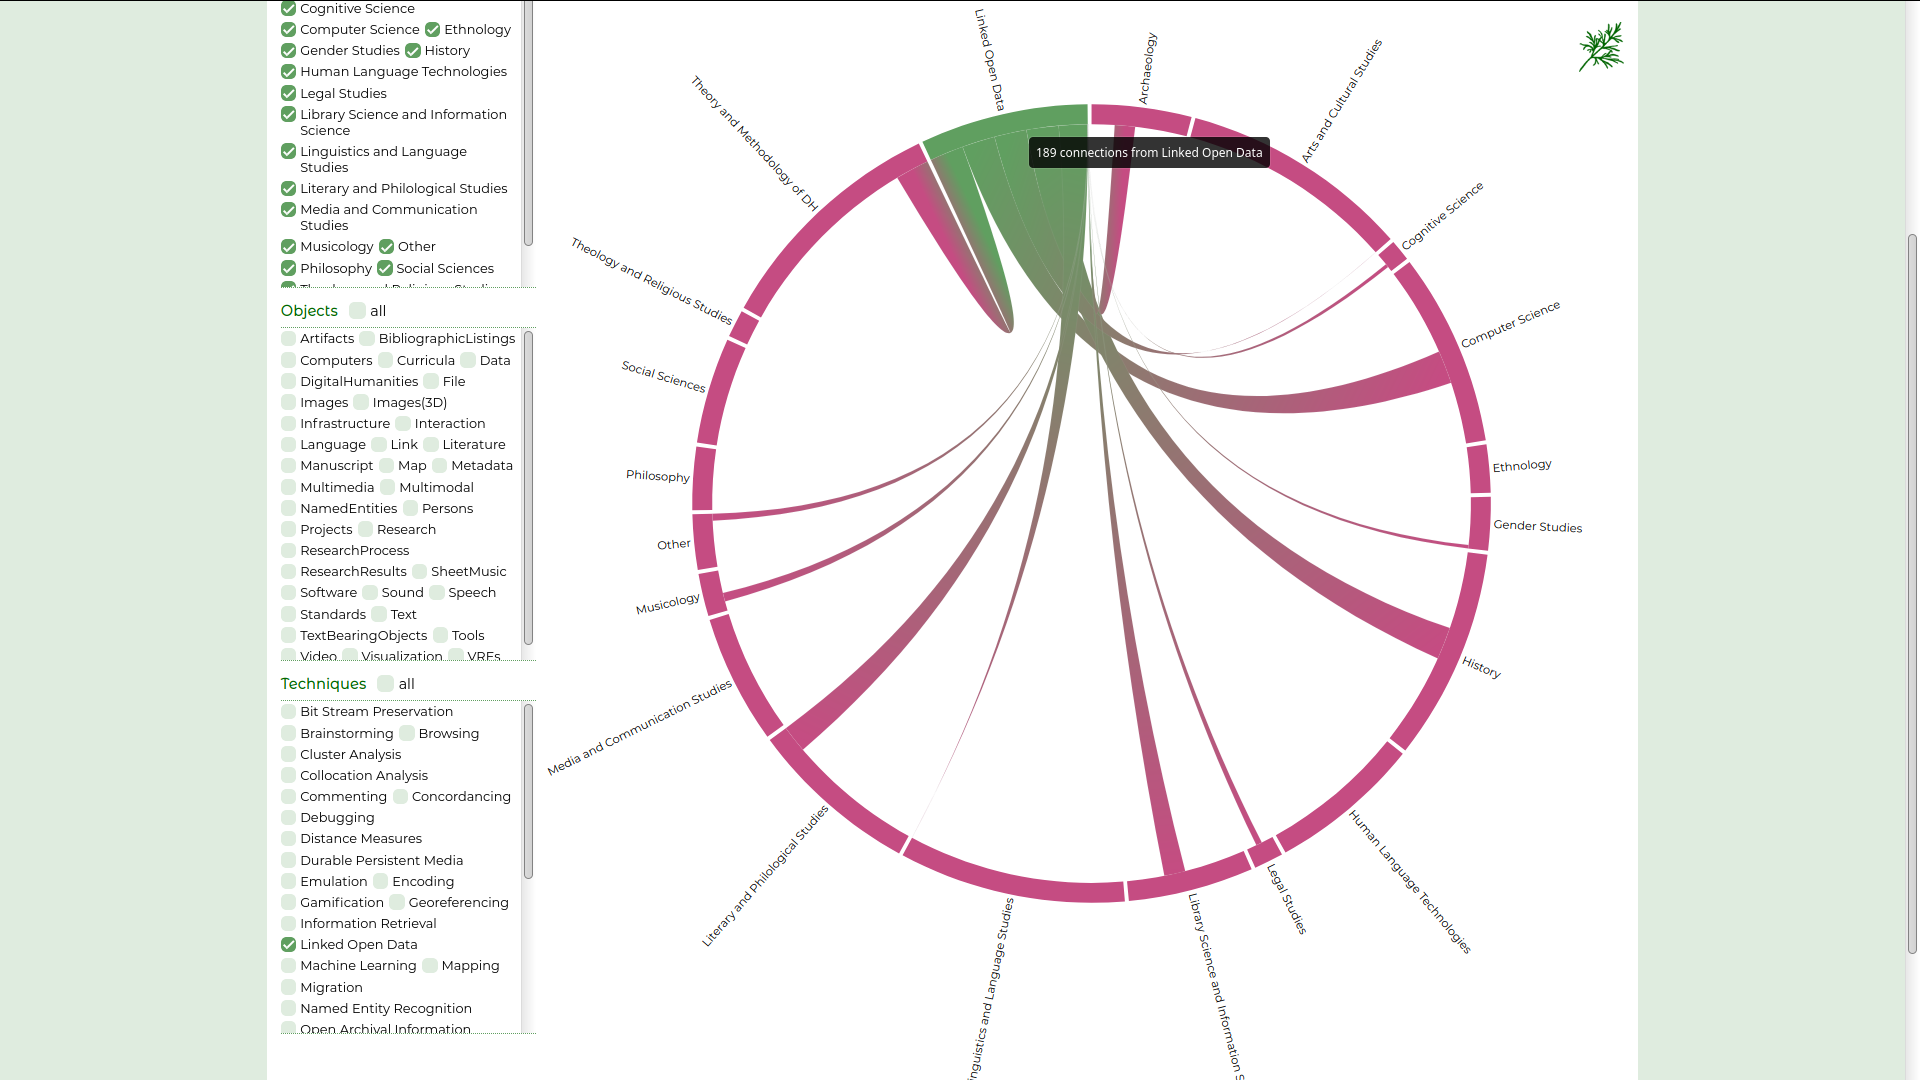 Cognitive Science
Computer Science Ethnology
Gender Studies History
Human Language Technologies
Legal Studies
Library Science and Information
Science
Linguistics and Language
Studies
Literary and Philological Studies
Media and Communication
Studies
Musicology Other
Philosophy Social Sciences
Objects all
Artifacts BibliographicListings
Computers Curricula Data
DigitalHumanities File
Images Images(3D)
Infrastructure Interaction
Language Link Literature
Manuscript Map Metadata
Multimedia Multimodal
NamedEntities Persons
Projects Research
ResearchProcess
ResearchResults SheetMusic
Software Sound Speech
Standards Text
TextBearingObjects Tools
Video Visualization VREs
Techniques all
Bit Stream Preservation
Brainstorming Browsing
Cluster Analysis
Collocation Analysis
Commenting Concordancing
Debugging
Distance Measures
Durable Persistent Media
Emulation Encoding
Gamification Georeferencing
Information Retrieval
Linked Open Data
Machine Learning Mapping
Migration
Named Entity Recognition
Open Archival Information
Linked Open Data
Archaeology
Arts and Cultural Studies
Cognitive Science
Computer Science
Ethnology
Gender Studies
History
Human Language Technologies
Legal Studies
Library Science and Information S
inguistics and Language Studies
Literary and Philological Studies
Media and Communication Studies
Musicology
Other
Philosophy
Social Sciences
Theology and Religious Studies
Theory and Methodology of DH
189 connections from Linked Open Data